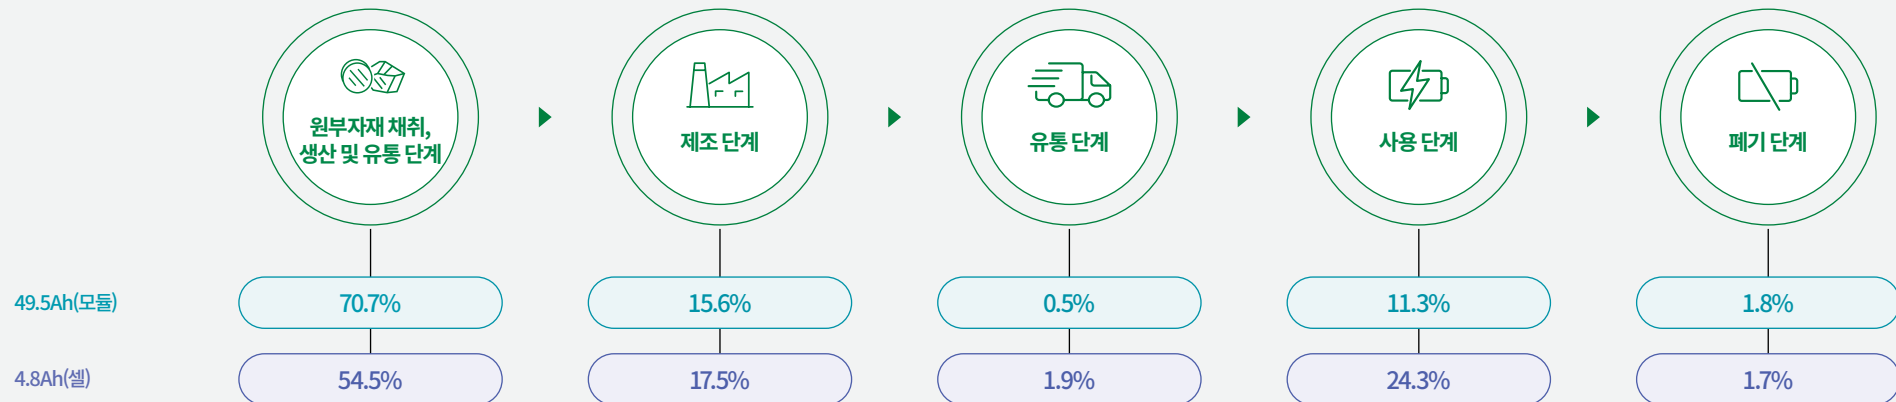 원부자재 채취,
생산 및 유통 단계
제조 단계
유통 단계
사용 단계
폐기 단계
49.5Ah(모듈) 70.7% 15.6% 0.5% 11.3% 1.8%
4.8Ah(셀) 54.5% 17.5% 1.9% 24.3% 1.7%